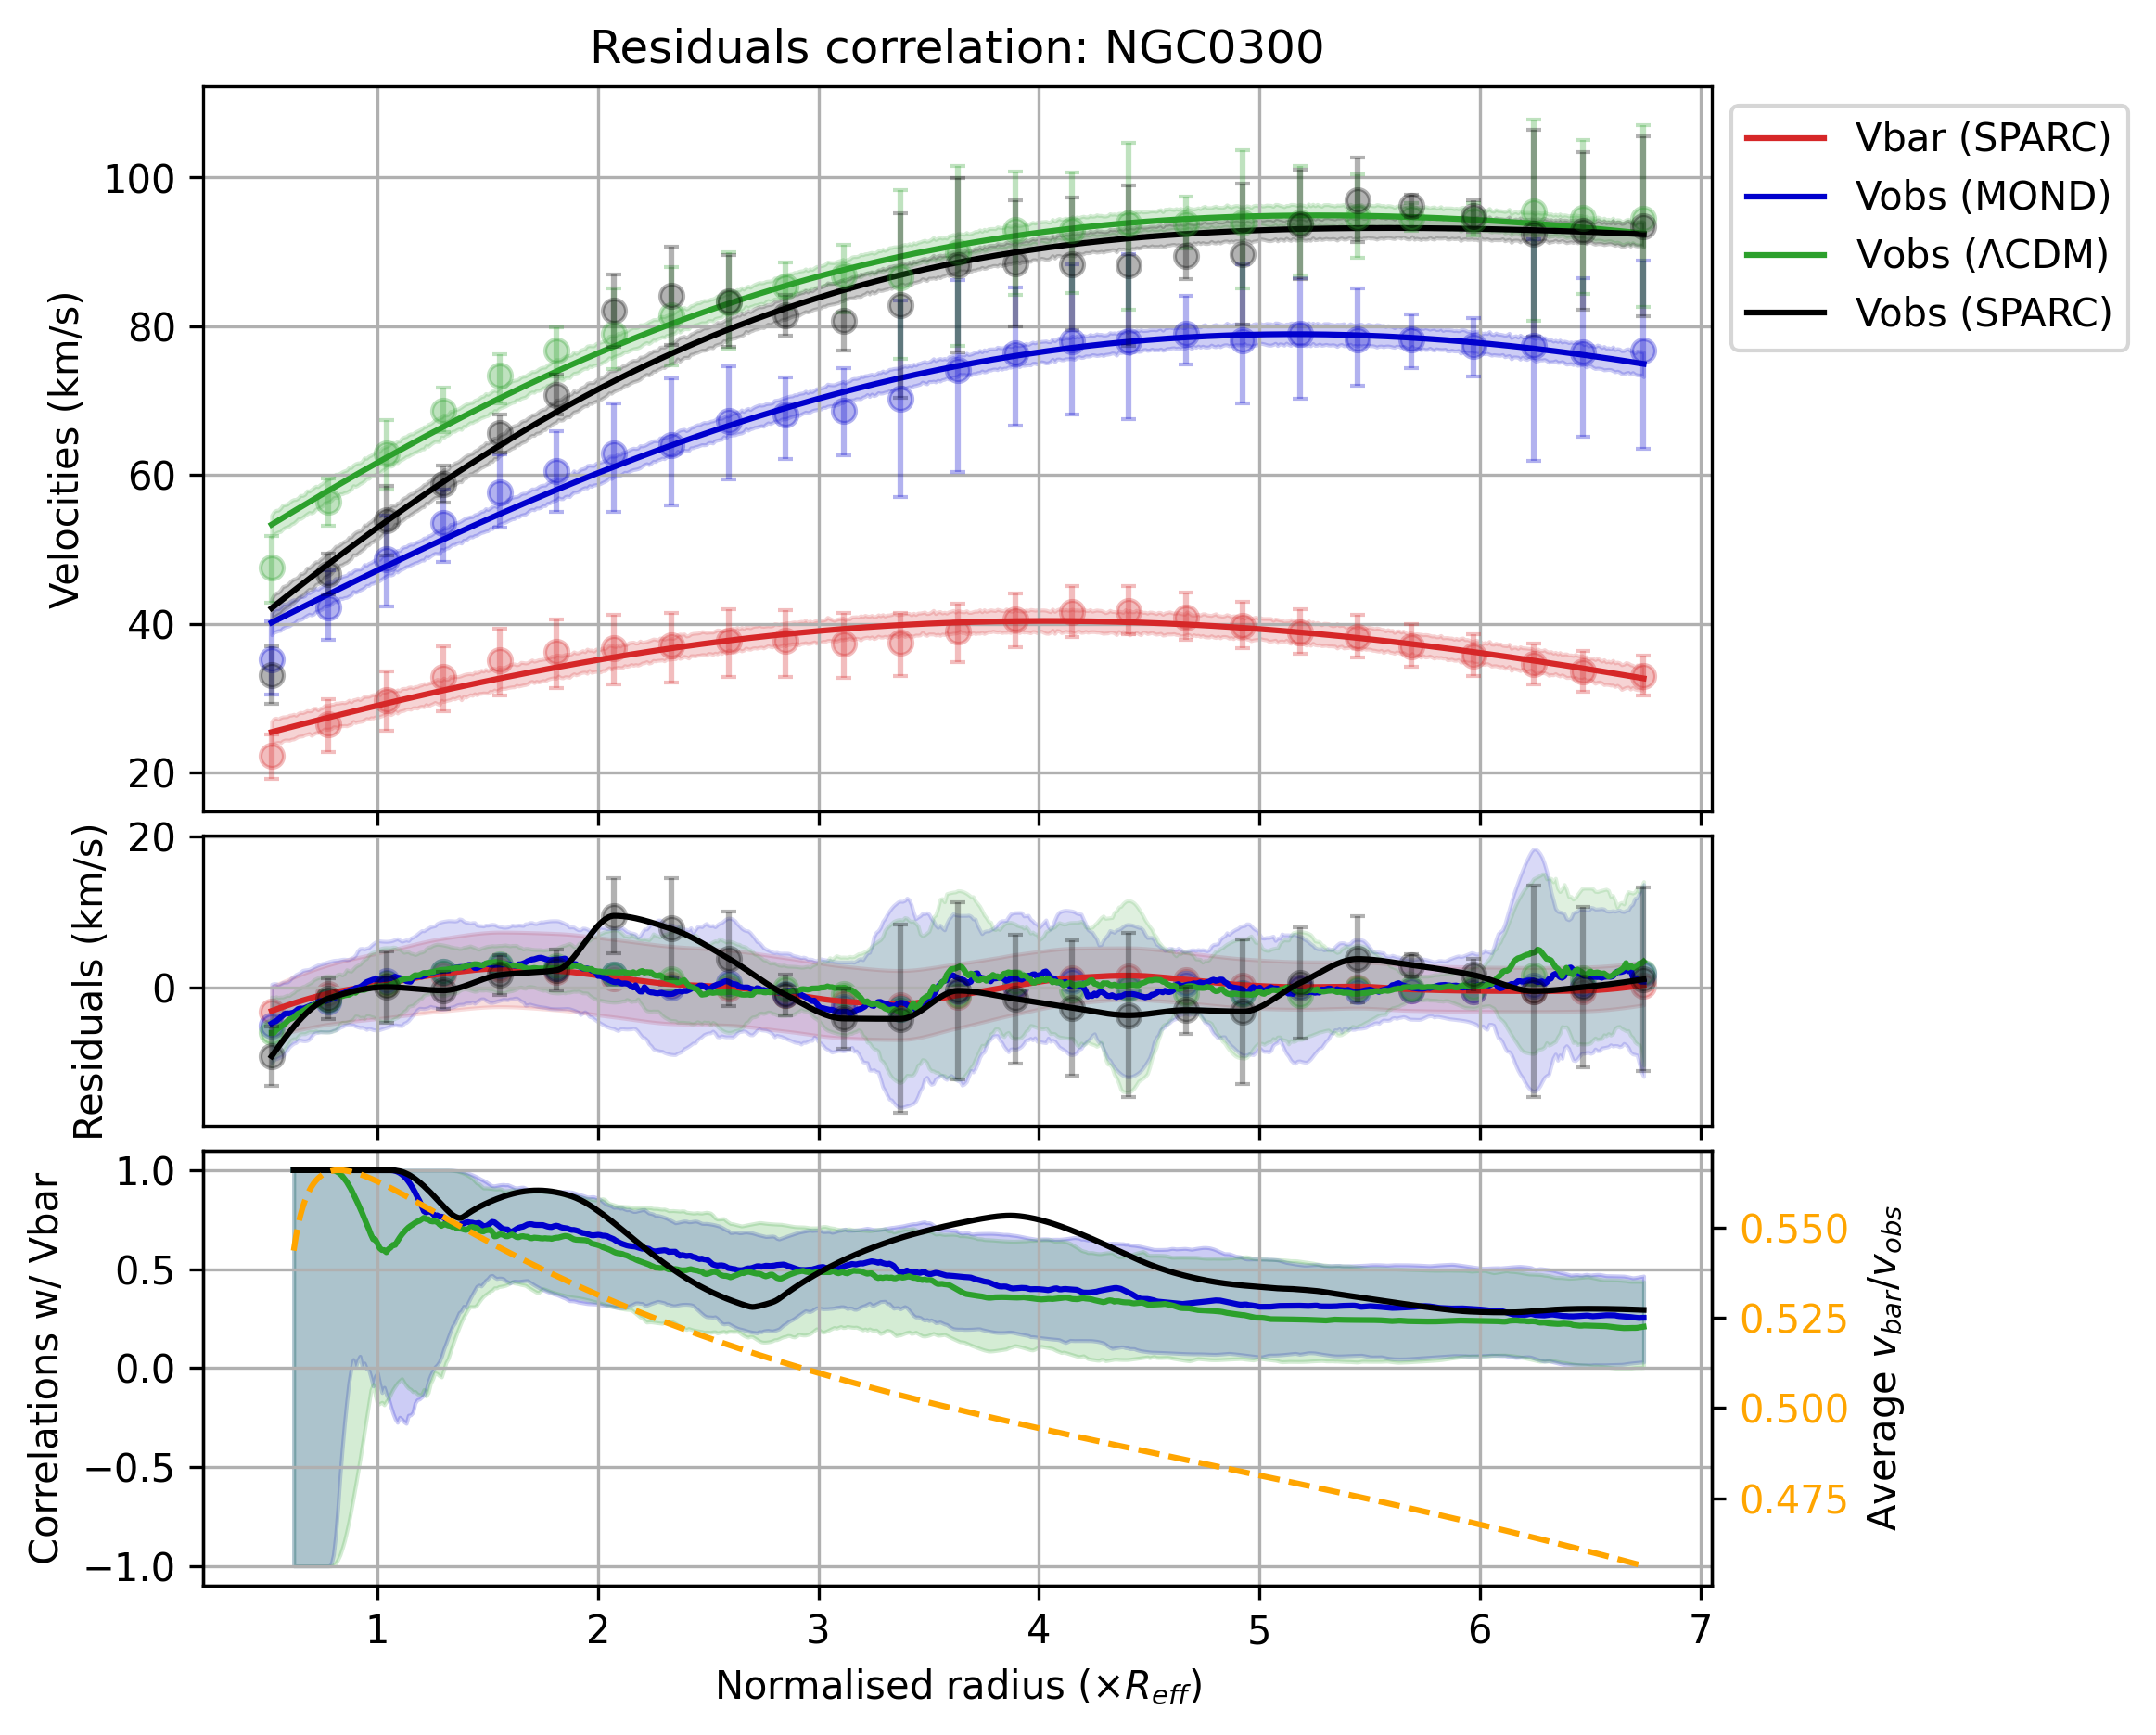 Residuals correlation: NGC0300
Velocities (km/s)
100
80
60
40
20
Vbar (SPARC)
Vobs (MOND)
Vobs (ΛCDM)
Vobs (SPARC)
Residuals (km/s)
20
0
Correlations w/ Vbar
1.0
0.5
0.0
−0.5
−1.0
0.550
0.525
0.500
0.475
Average v_bar/v_obs
1 2 3 4 5 6 7
Normalised radius (×R_eff)